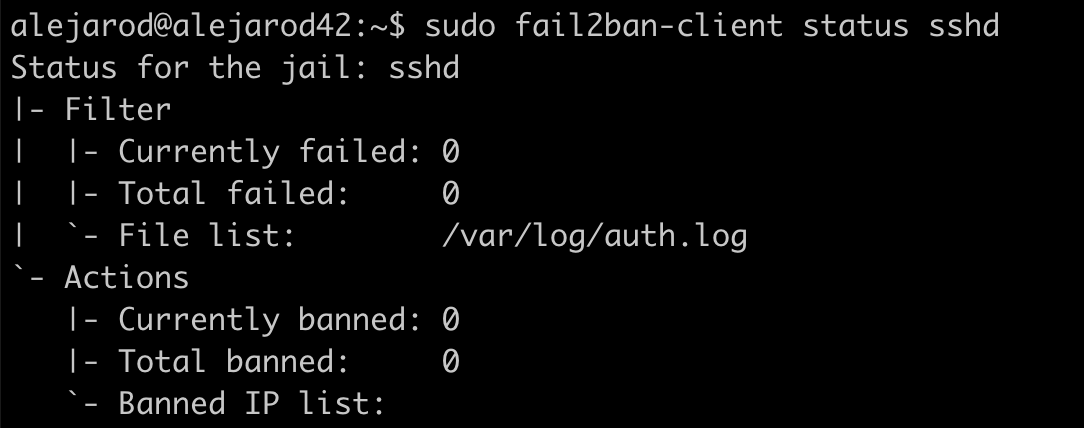 alejarod@alejarod42:~$ sudo fail2ban-client status sshd
Status for the jail: sshd
|- Filter
|  |- Currently failed: 0
|  |- Total failed:     0
|  `- File list:        /var/log/auth.log
`- Actions
   |- Currently banned: 0
   |- Total banned:     0
   `- Banned IP list: